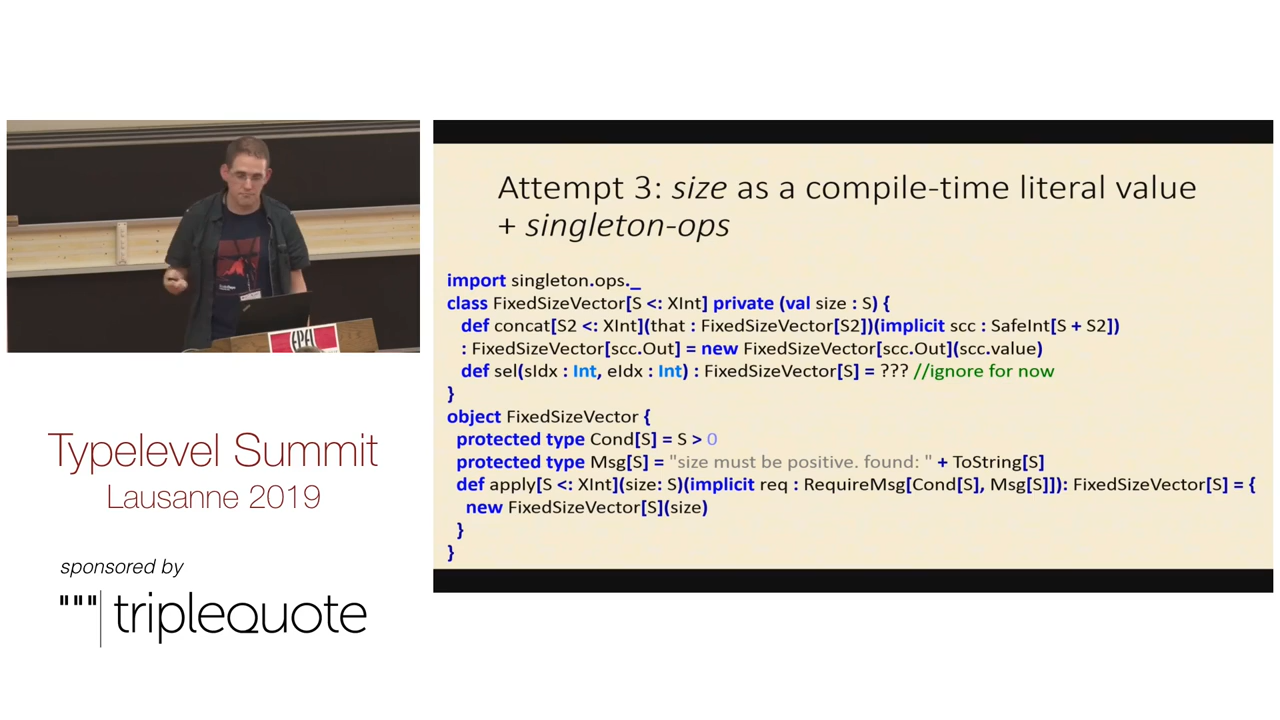 EPFL
Attempt 3: size as a compile-time literal value
+ singleton-ops
import singleton.ops._
class FixedSizeVector[S <: XInt] private (val size : S) {
def concat[S2 <: XInt](that : FixedSizeVector[S2])(implicit scc : SafeInt[S + S2])
: FixedSizeVector[scc.Out] = new FixedSizeVector[scc.Out](scc.value)
def sel(sIdx : Int, eIdx : Int) : FixedSizeVector[S] = ??? //ignore for now
}
object FixedSizeVector {
protected type Cond[S] = S > 0
protected type Msg[S] = "size must be positive. found: " + ToString[S]
def apply[S <: XInt](size: S)(implicit req : RequireMsg[Cond[S], Msg[S]]): FixedSizeVector[S] = {
new FixedSizeVector[S](size)
}
}
Typelevel Summit
Lausanne 2019
sponsored by
"""|triplequote